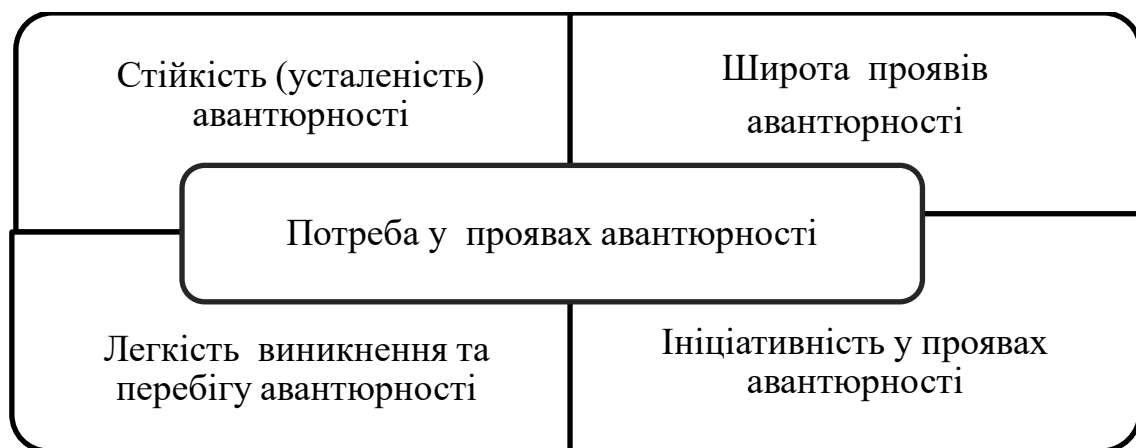 Стійкість (усталеність)
авантюрності
Широта проявів
авантюрності
Потреба у проявах авантюрності
Легкість виникнення та
перебігу авантюрності
Ініціативність у проявах
авантюрності